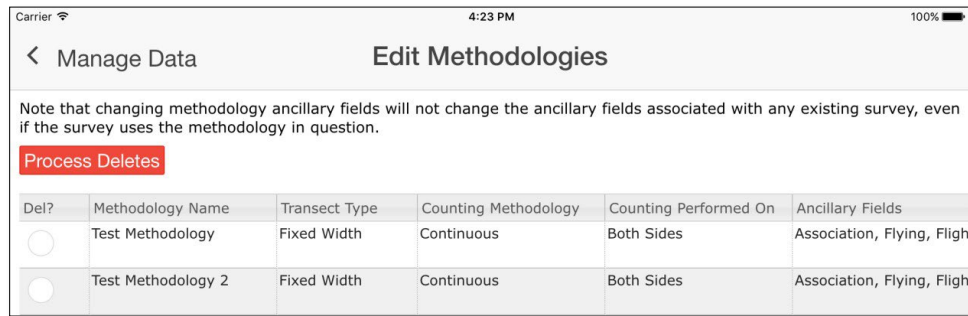 Carrier 4:23 PM 100%
Manage Data Edit Methodologies
Note that changing methodology ancillary fields will not change the ancillary fields associated with any existing survey, even
if the survey uses the methodology in question.
Process Deletes
Del? Methodology Name Transect Type Counting Methodology Counting Performed On Ancillary Fields
Test Methodology Fixed Width Continuous Both Sides Association, Flying, Fligh
Test Methodology 2 Fixed Width Continuous Both Sides Association, Flying, Fligh